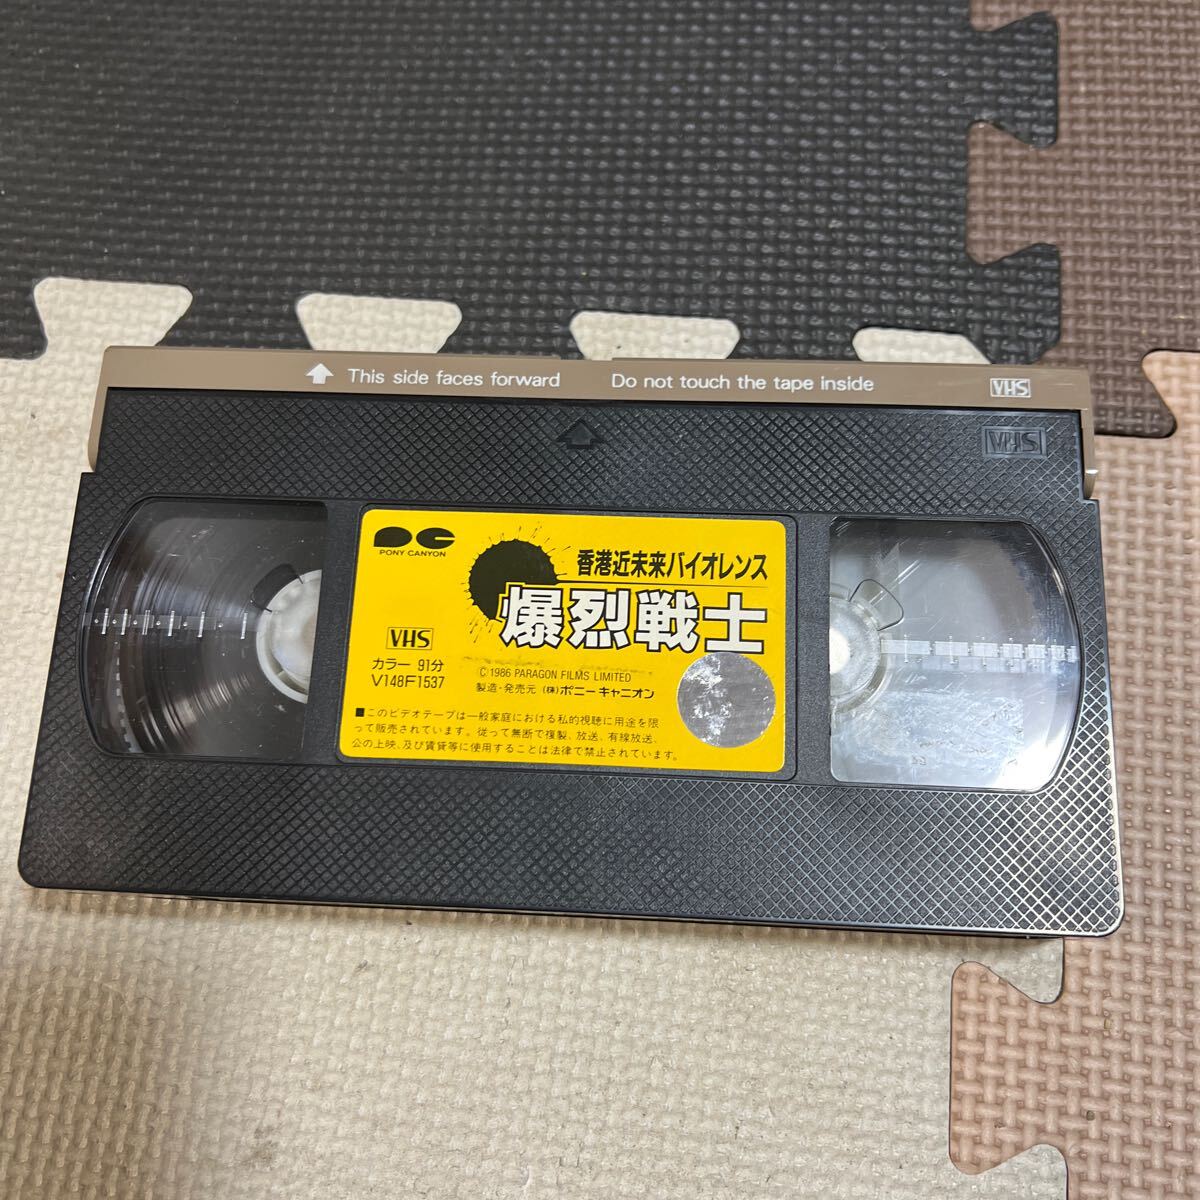 This side faces forward
Do not touch the tape inside
VHS
VHS
PONY CANYON
香港近未来バイオレンス
爆烈戦士
VHS
カラー 91分
V148F1537
©1986 PARAGON FILMS LIMITED
製造・発売元 (株) ポニーキャニオン
■このビデオテープは一般家庭における私的視聴に用途を限
って販売されています。従って無断で複製、放送、有線放送、
公の上映、及び賃貸等に使用することは法律で禁止されています。